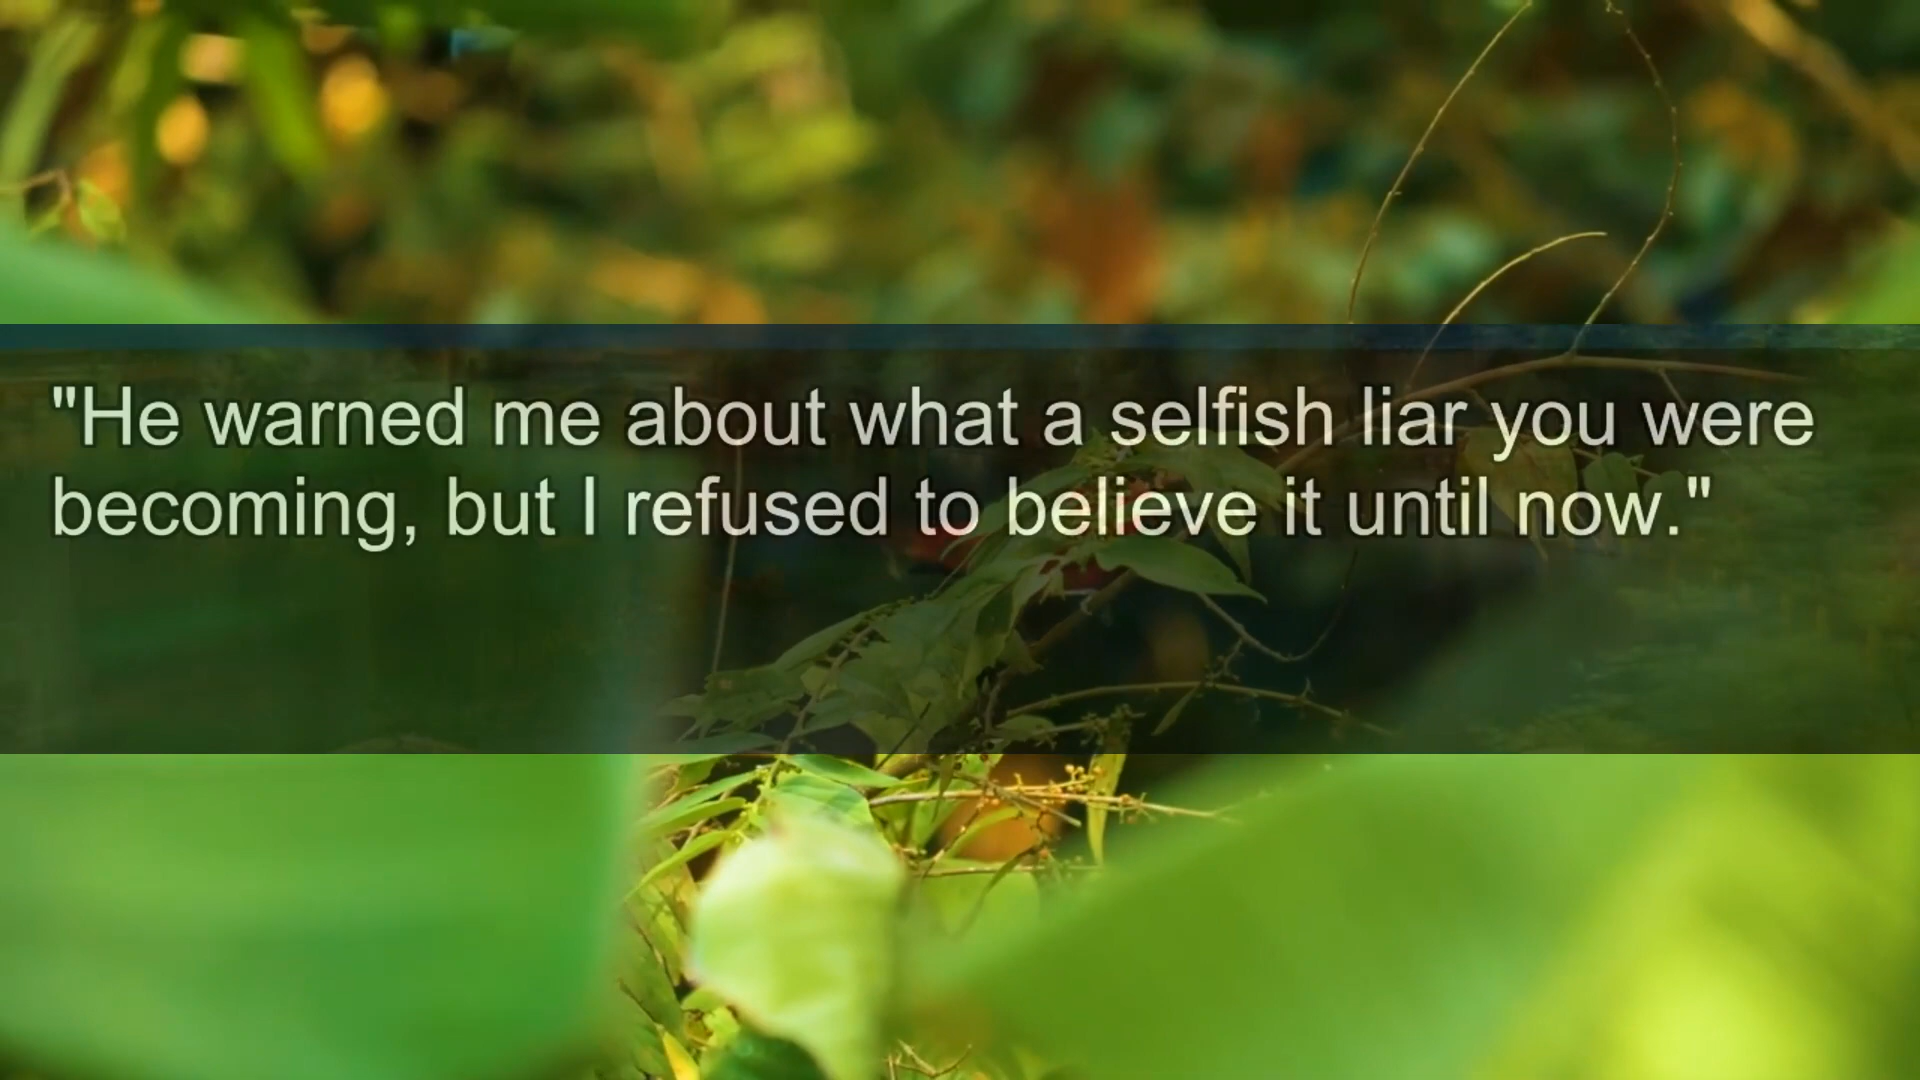 "He warned me about what a selfish liar you were
becoming, but I refused to believe it until now."